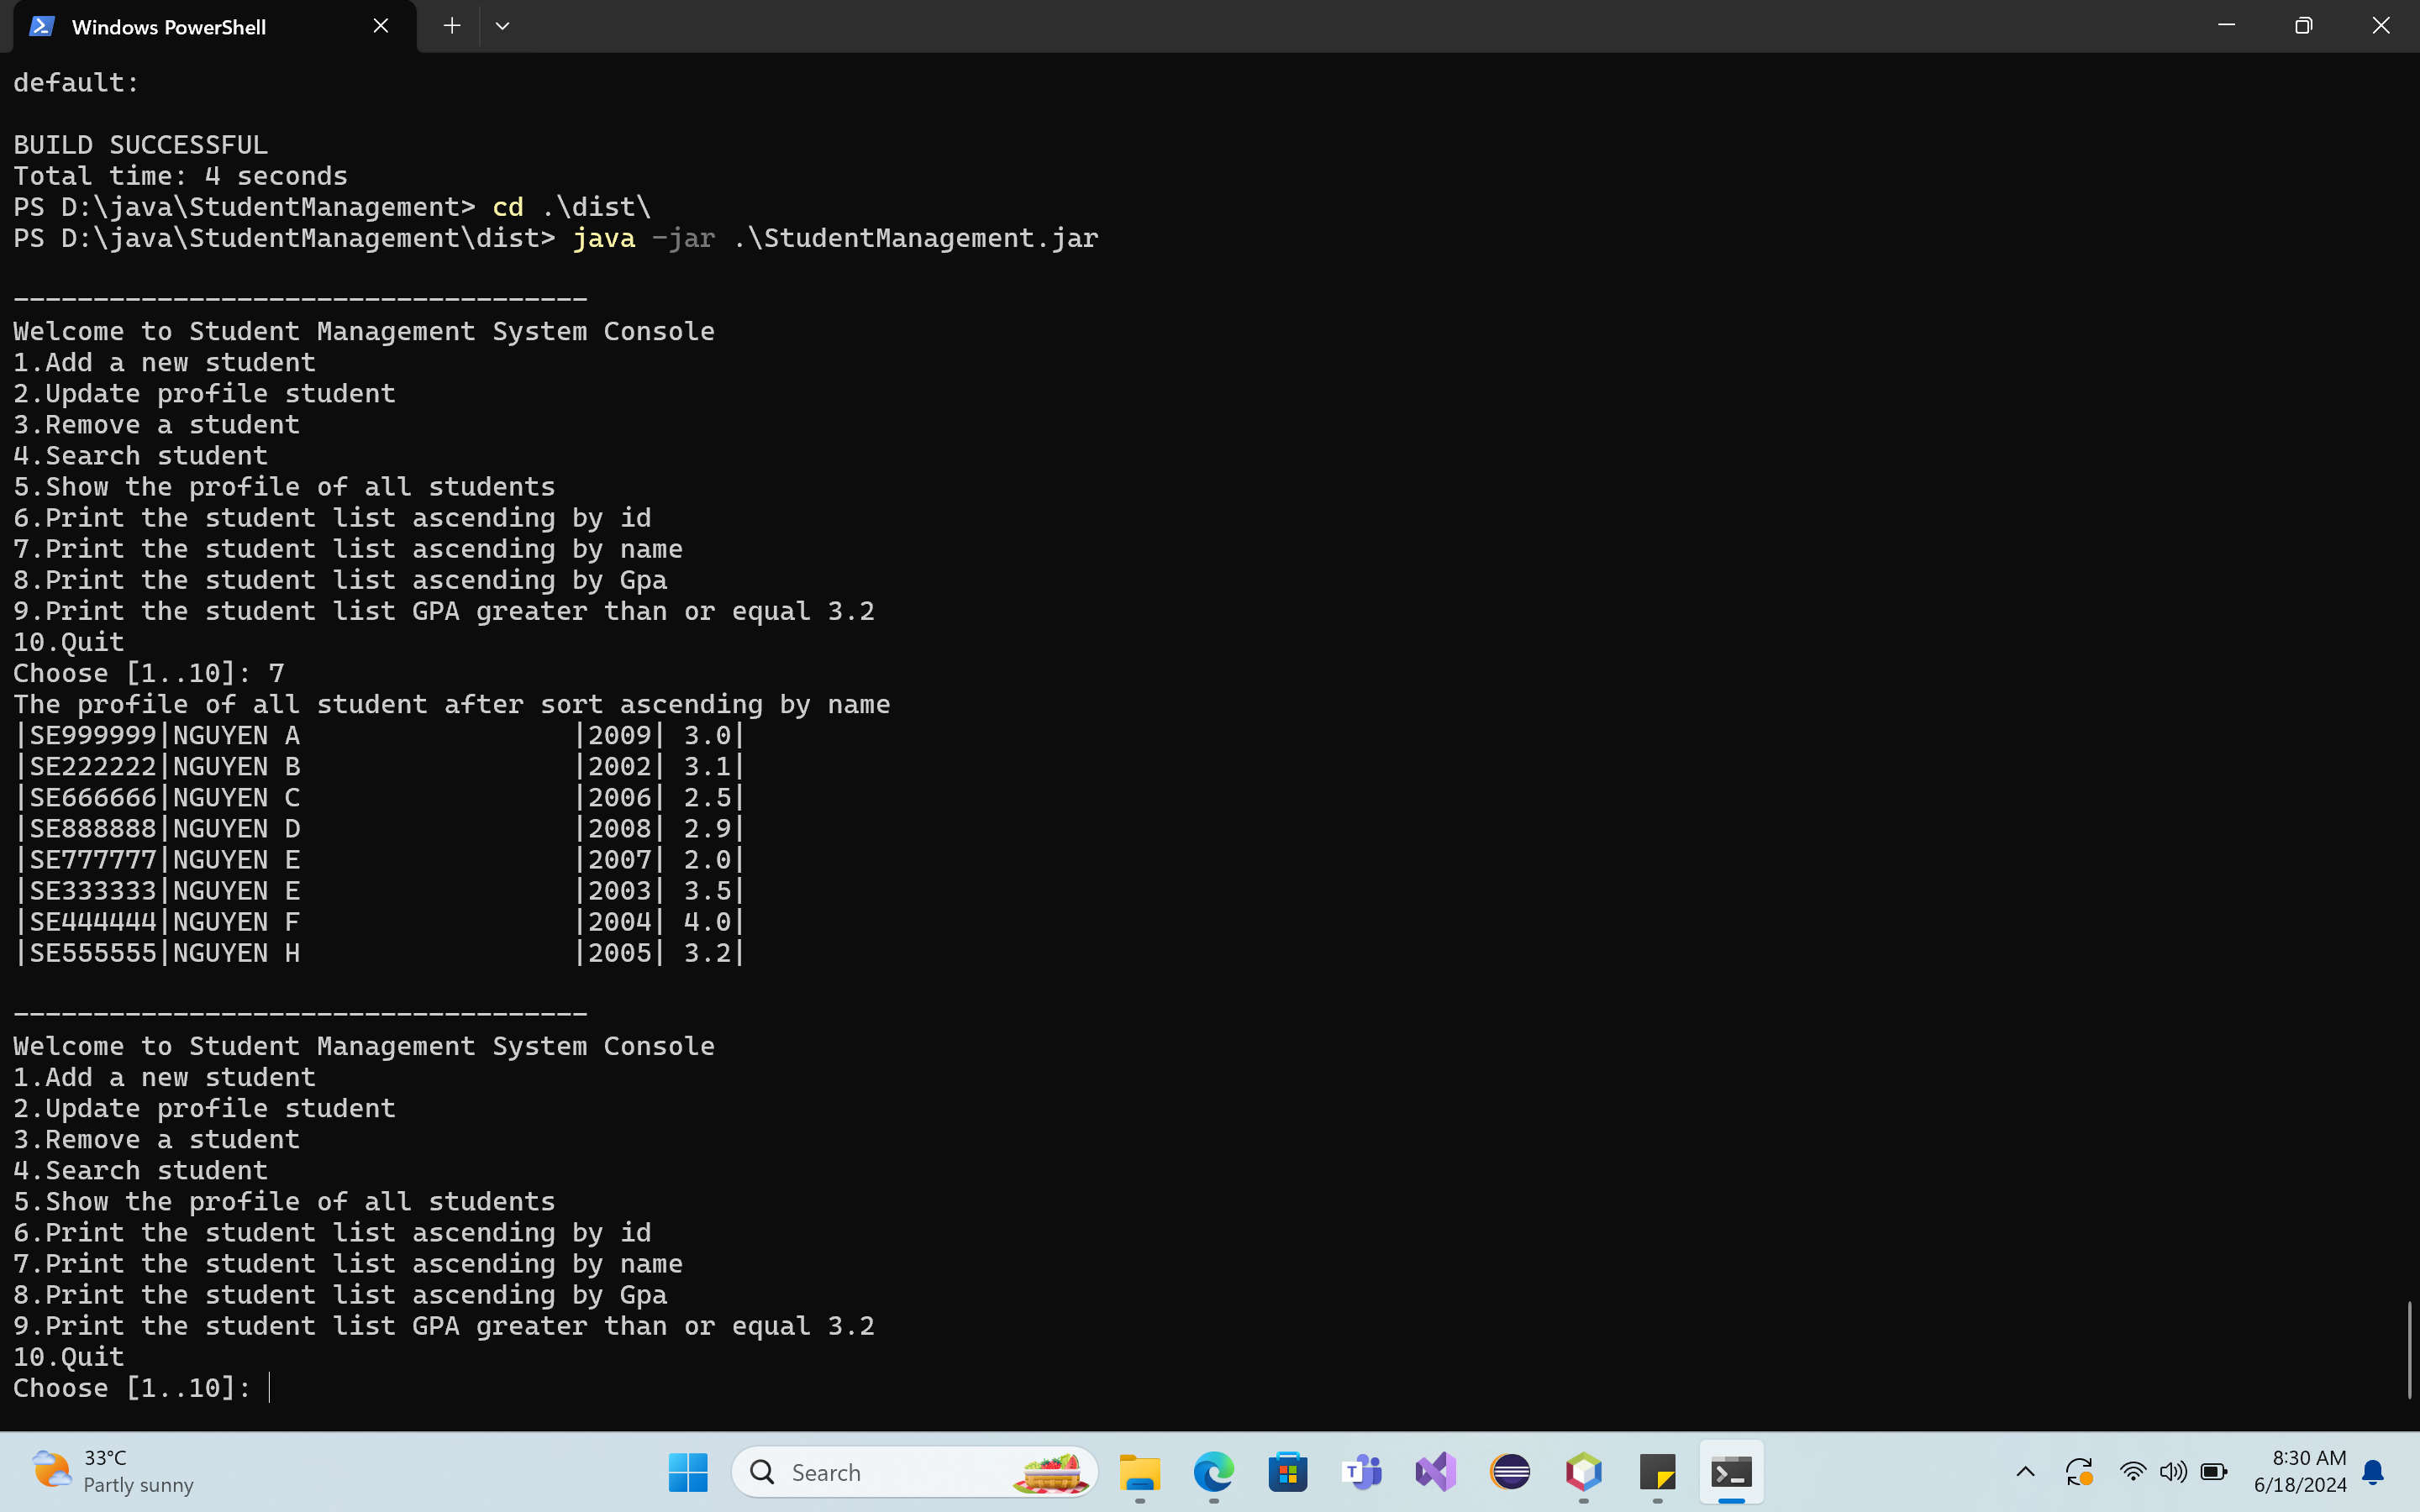 Windows PowerShell
default:
BUILD SUCCESSFUL
Total time: 4 seconds
PS D:\java\StudentManagement> cd .\dist\
PS D:\java\StudentManagement\dist> java -jar .\StudentManagement.jar
------------------------------------
Welcome to Student Management System Console
1.Add a new student
2.Update profile student
3.Remove a student
4.Search student
5.Show the profile of all students
6.Print the student list ascending by id
7.Print the student list ascending by name
8.Print the student list ascending by Gpa
9.Print the student list GPA greater than or equal 3.2
10.Quit
Choose [1..10]: 7
The profile of all student after sort ascending by name
|SE999999|NGUYEN A                 |2009| 3.0|
|SE222222|NGUYEN B                 |2002| 3.1|
|SE666666|NGUYEN C                 |2006| 2.5|
|SE888888|NGUYEN D                 |2008| 2.9|
|SE777777|NGUYEN E                 |2007| 2.0|
|SE333333|NGUYEN E                 |2003| 3.5|
|SE444444|NGUYEN F                 |2004| 4.0|
|SE555555|NGUYEN H                 |2005| 3.2|
------------------------------------
Welcome to Student Management System Console
1.Add a new student
2.Update profile student
3.Remove a student
4.Search student
5.Show the profile of all students
6.Print the student list ascending by id
7.Print the student list ascending by name
8.Print the student list ascending by Gpa
9.Print the student list GPA greater than or equal 3.2
10.Quit
Choose [1..10]:
33°C
Partly sunny
Search
8:30 AM
6/18/2024